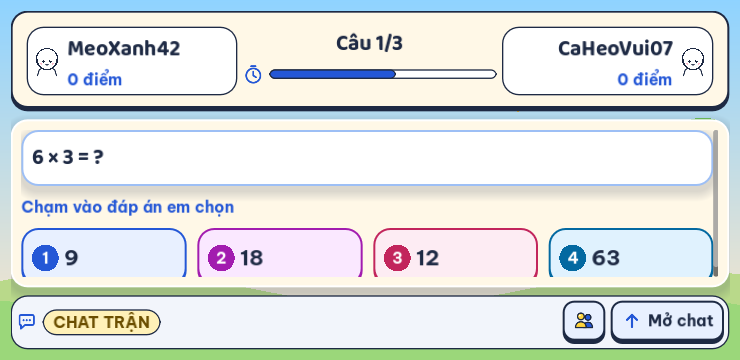 MeoXanh42
0 điểm
Câu 1/3
CaHeoVui07
0 điểm
6 × 3 = ?
Chạm vào đáp án em chọn
1 9
2 18
3 12
4 63
CHAT TRẬN
Mở chat